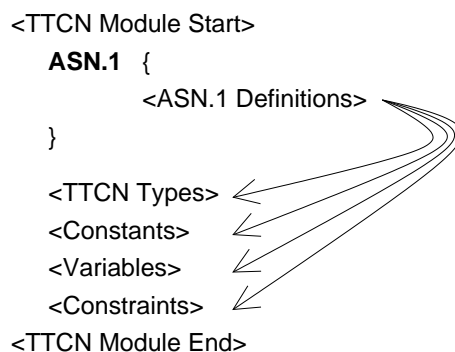 <TTCN Module Start>
ASN.1 {
<ASN.1 Definitions>
}
<TTCN Types>
<Constants>
<Variables>
<Constraints>
<TTCN Module End>